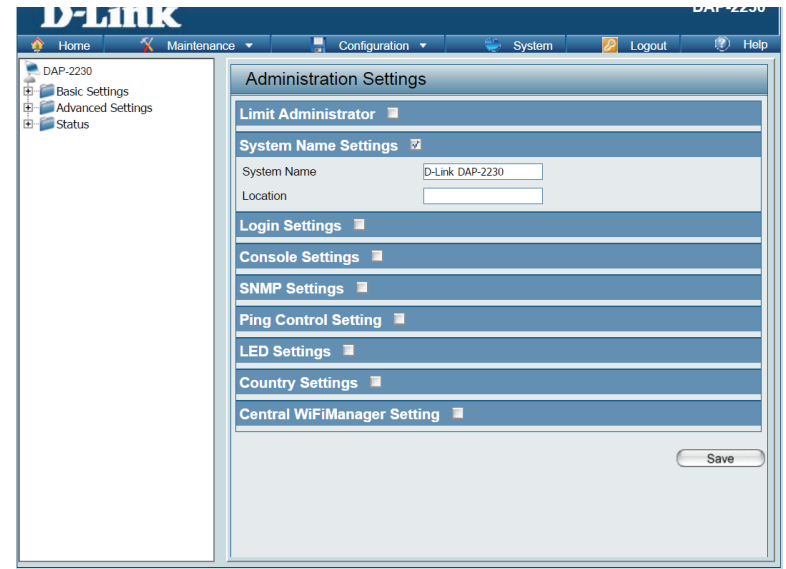 D-Link
DAP-2230
Home Maintenance Configuration System Logout Help
DAP-2230
Basic Settings
Advanced Settings
Status
Administration Settings
Limit Administrator
System Name Settings
System Name D-Link DAP-2230
Location
Login Settings
Console Settings
SNMP Settings
Ping Control Setting
LED Settings
Country Settings
Central WiFiManager Setting
Save